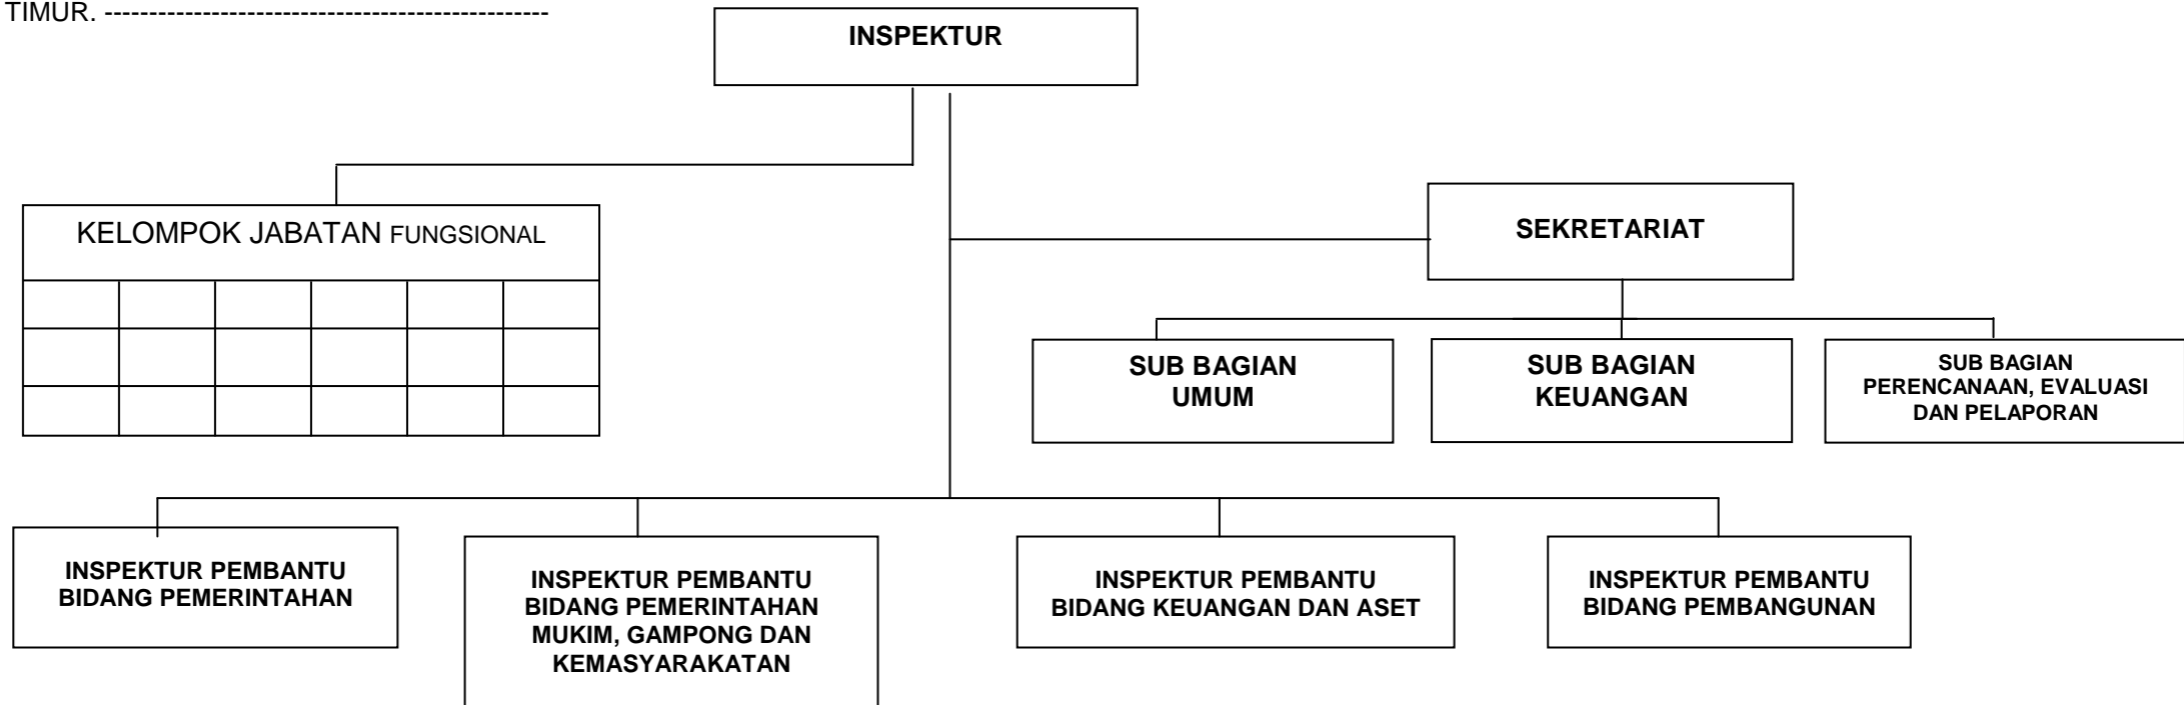 TIMUR. --------------------------------------------------
INSPEKTUR
KELOMPOK JABATAN FUNGSIONAL
SEKRETARIAT
SUB BAGIAN
UMUM
SUB BAGIAN
KEUANGAN
SUB BAGIAN
PERENCANAAN, EVALUASI
DAN PELAPORAN
INSPEKTUR PEMBANTU
BIDANG PEMERINTAHAN
INSPEKTUR PEMBANTU
BIDANG PEMERINTAHAN
MUKIM, GAMPONG DAN
KEMASYARAKATAN
INSPEKTUR PEMBANTU
BIDANG KEUANGAN DAN ASET
INSPEKTUR PEMBANTU
BIDANG PEMBANGUNAN